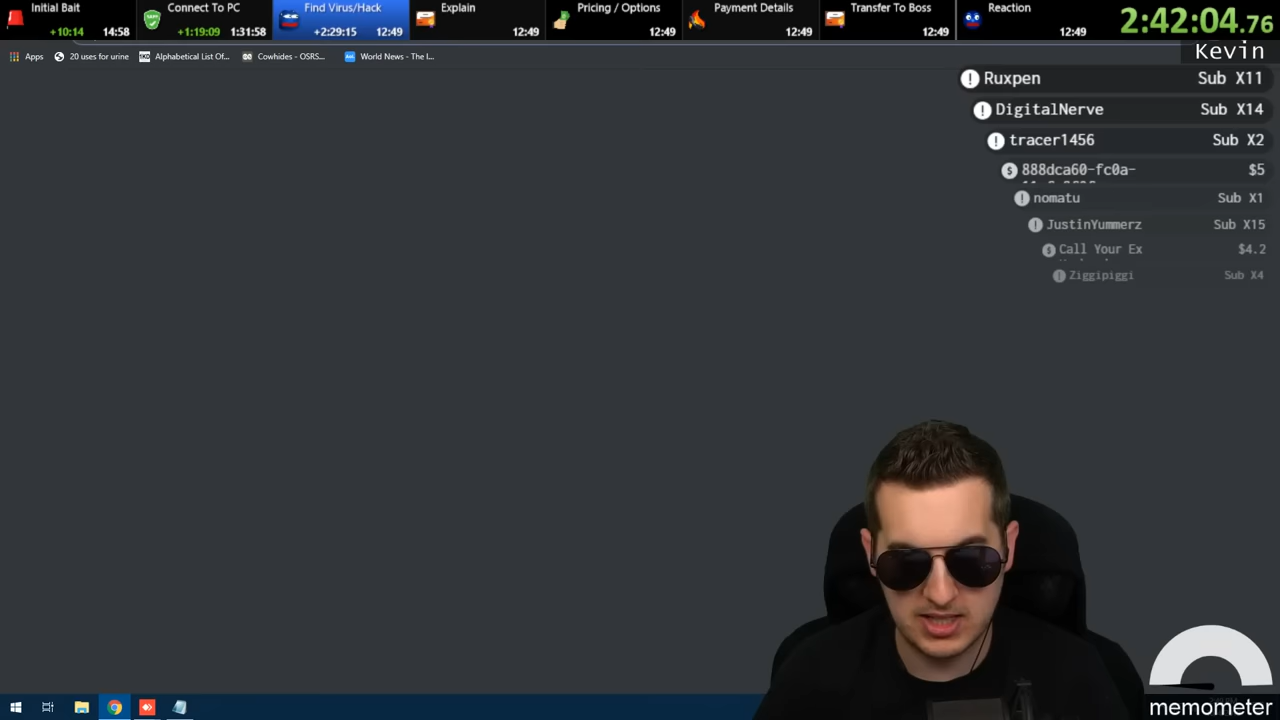 Initial Bait
+10:14 14:58
Connect To PC
+1:19:09 1:31:58
Find Virus/Hack
+2:29:15 12:49
Explain
12:49
Pricing / Options
12:49
Payment Details
12:49
Transfer To Boss
12:49
Reaction
12:49
2:42:04.76
Kevin
Apps
20 uses for urine
Alphabetical List Of...
Cowhides - OSRS...
World News - The I...
Ruxpen Sub X11
DigitalNerve Sub X14
tracer1456 Sub X2
888dca60-fc0a- $5
nomatu Sub X1
JustinYummerz Sub X15
Call Your Ex $4.2
Ziggipiggi Sub X4
memometer